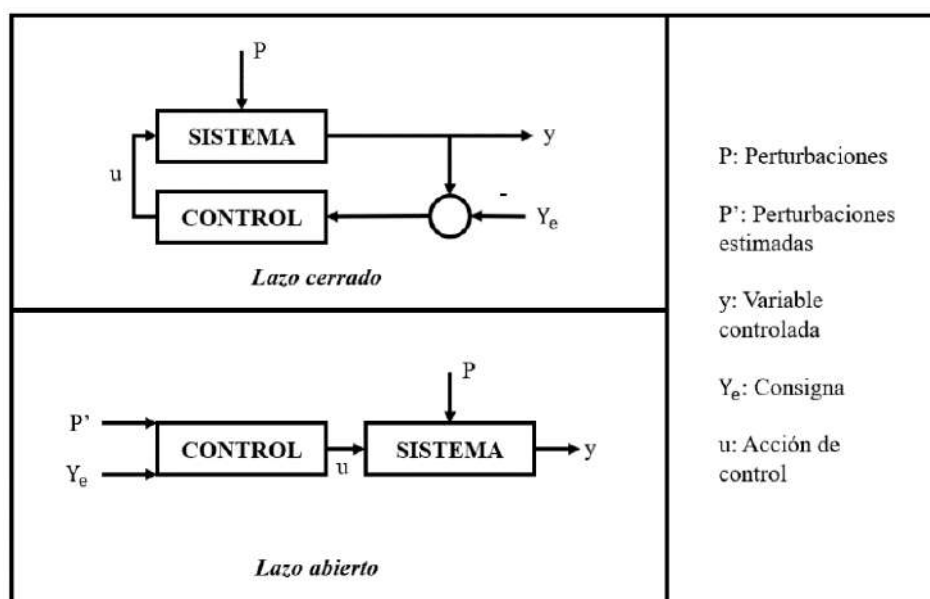 P
SISTEMA
y
u
-
CONTROL
Yₑ
Lazo cerrado
P
P’
CONTROL
u
SISTEMA
y
Yₑ
Lazo abierto
P: Perturbaciones
P’: Perturbaciones
estimadas
y: Variable
controlada
Yₑ: Consigna
u: Acción de
control